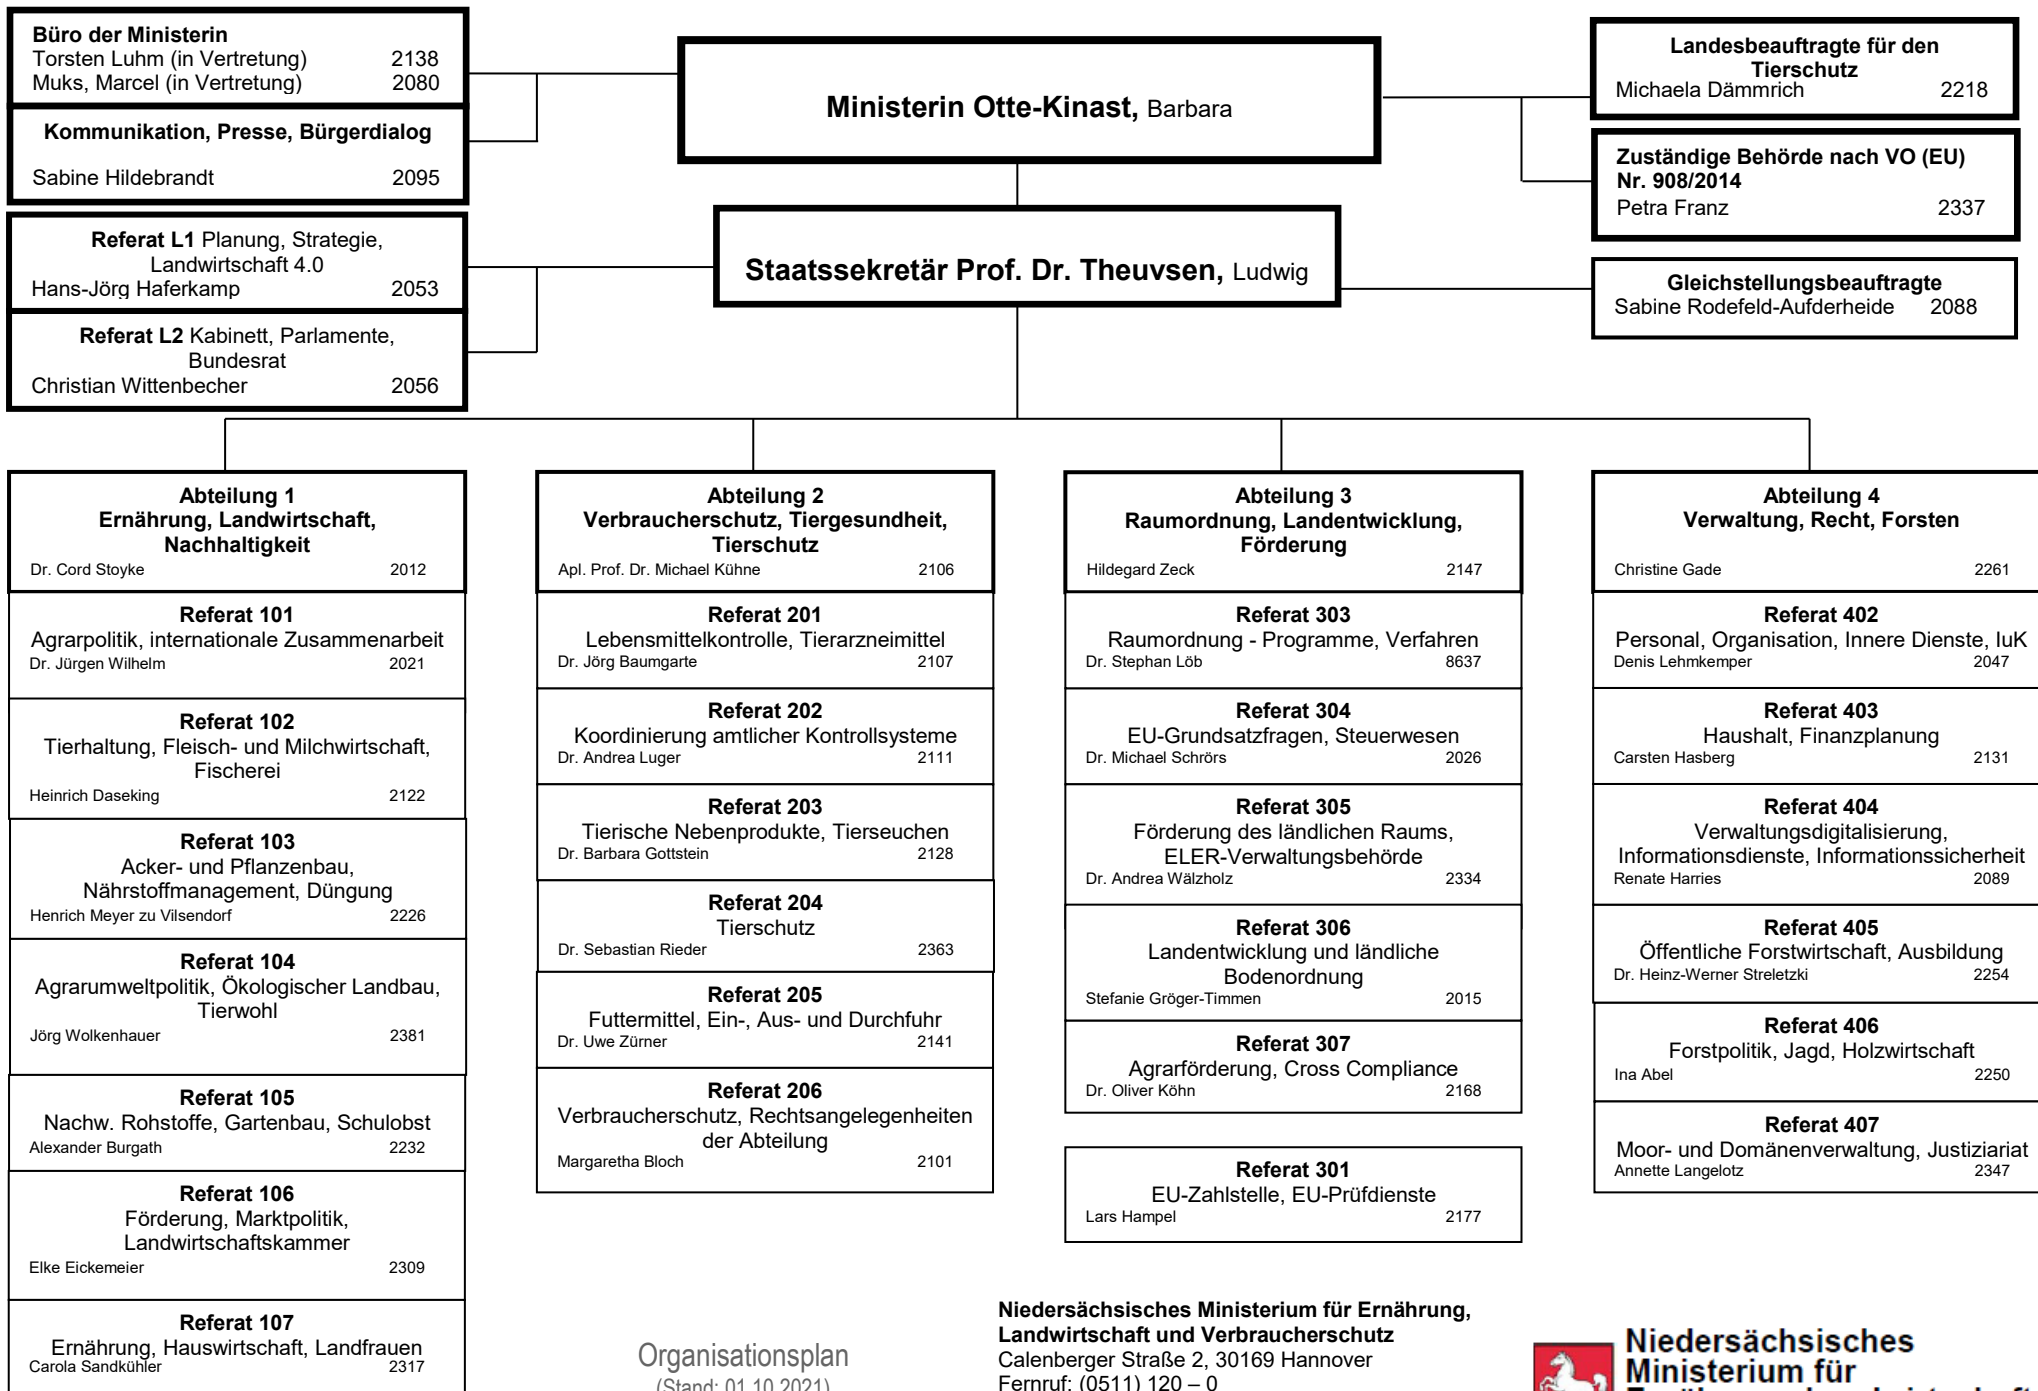 Büro der Ministerin
Torsten Luhm (in Vertretung) 2138
Muks, Marcel (in Vertretung) 2080
Kommunikation, Presse, Bürgerdialog
Sabine Hildebrandt 2095
Ministerin Otte-Kinast, Barbara
Landesbeauftragte für den
Tierschutz
Michaela Dämmrich 2218
Zuständige Behörde nach VO (EU)
Nr. 908/2014
Petra Franz 2337
Referat L1 Planung, Strategie,
Landwirtschaft 4.0
Hans-Jörg Haferkamp 2053
Referat L2 Kabinett, Parlamente,
Bundesrat
Christian Wittenbecher 2056
Staatssekretär Prof. Dr. Theuvsen, Ludwig
Gleichstellungsbeauftragte
Sabine Rodefeld-Aufderheide 2088
Abteilung 1
Ernährung, Landwirtschaft,
Nachhaltigkeit
Dr. Cord Stoyke 2012
Referat 101
Agrarpolitik, internationale Zusammenarbeit
Dr. Jürgen Wilhelm 2021
Referat 102
Tierhaltung, Fleisch- und Milchwirtschaft,
Fischerei
Heinrich Daseking 2122
Referat 103
Acker- und Pflanzenbau,
Nährstoffmanagement, Düngung
Henrich Meyer zu Vilsendorf 2226
Referat 104
Agrarumweltpolitik, Ökologischer Landbau,
Tierwohl
Jörg Wolkenhauer 2381
Referat 105
Nachw. Rohstoffe, Gartenbau, Schulobst
Alexander Burgath 2232
Referat 106
Förderung, Marktpolitik,
Landwirtschaftskammer
Elke Eickemeier 2309
Referat 107
Ernährung, Hauswirtschaft, Landfrauen
Carola Sandkühler 2317
Abteilung 2
Verbraucherschutz, Tiergesundheit,
Tierschutz
Apl. Prof. Dr. Michael Kühne 2106
Referat 201
Lebensmittelkontrolle, Tierarzneimittel
Dr. Jörg Baumgarte 2107
Referat 202
Koordinierung amtlicher Kontrollsysteme
Dr. Andrea Luger 2111
Referat 203
Tierische Nebenprodukte, Tierseuchen
Dr. Barbara Gottstein 2128
Referat 204
Tierschutz
Dr. Sebastian Rieder 2363
Referat 205
Futtermittel, Ein-, Aus- und Durchfuhr
Dr. Uwe Zürner 2141
Referat 206
Verbraucherschutz, Rechtsangelegenheiten
der Abteilung
Margaretha Bloch 2101
Abteilung 3
Raumordnung, Landentwicklung,
Förderung
Hildegard Zeck 2147
Referat 303
Raumordnung - Programme, Verfahren
Dr. Stephan Löb 8637
Referat 304
EU-Grundsatzfragen, Steuerwesen
Dr. Michael Schrörs 2026
Referat 305
Förderung des ländlichen Raums,
ELER-Verwaltungsbehörde
Dr. Andrea Wälzholz 2334
Referat 306
Landentwicklung und ländliche
Bodenordnung
Stefanie Gröger-Timmen 2015
Referat 307
Agrarförderung, Cross Compliance
Dr. Oliver Köhn 2168
Referat 301
EU-Zahlstelle, EU-Prüfdienste
Lars Hampel 2177
Abteilung 4
Verwaltung, Recht, Forsten
Christine Gade 2261
Referat 402
Personal, Organisation, Innere Dienste, IuK
Denis Lehmkemper 2047
Referat 403
Haushalt, Finanzplanung
Carsten Hasberg 2131
Referat 404
Verwaltungsdigitalisierung,
Informationsdienste, Informationssicherheit
Renate Harries 2089
Referat 405
Öffentliche Forstwirtschaft, Ausbildung
Dr. Heinz-Werner Streletzki 2254
Referat 406
Forstpolitik, Jagd, Holzwirtschaft
Ina Abel 2250
Referat 407
Moor- und Domänenverwaltung, Justiziariat
Annette Langelotz 2347
Organisationsplan
(Stand: 01.10.2021)
Niedersächsisches Ministerium für Ernährung,
Landwirtschaft und Verbraucherschutz
Calenberger Straße 2, 30169 Hannover
Fernruf: (0511) 120 – 0
Niedersächsisches
Ministerium für